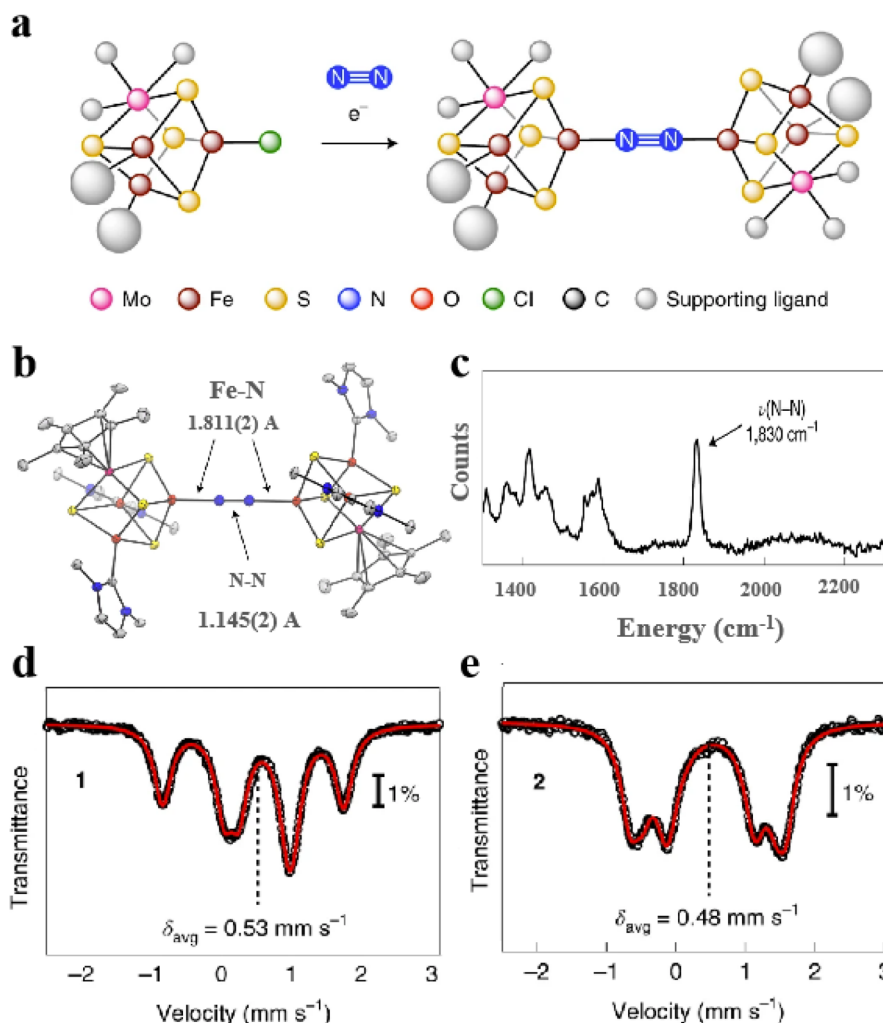 a
N≡N
e⁻
N≡N
Mo Fe S N O Cl C Supporting ligand
b
Fe-N
1.811(2) A
N-N
1.145(2) A
c
ν(N–N)
1,830 cm⁻¹
Counts
1400 1600 1800 2000 2200
Energy (cm⁻¹)
d
1
1%
Transmittance
δavg = 0.53 mm s⁻¹
−2 −1 0 1 2 3
Velocity (mm s⁻¹)
e
2
1%
Transmittance
δavg = 0.48 mm s⁻¹
−2 −1 0 1 2 3
Velocity (mm s⁻¹)